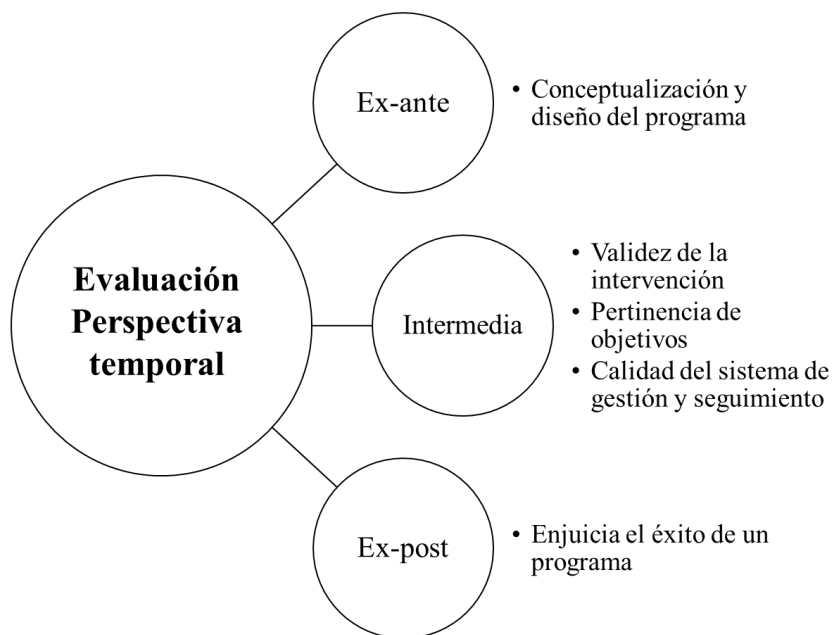 Ex-ante
• Conceptualización y
diseño del programa
Evaluación
Perspectiva
temporal
Intermedia
• Validez de la
intervención
• Pertinencia de
objetivos
• Calidad del sistema de
gestión y seguimiento
Ex-post
• Enjuicia el éxito de un
programa